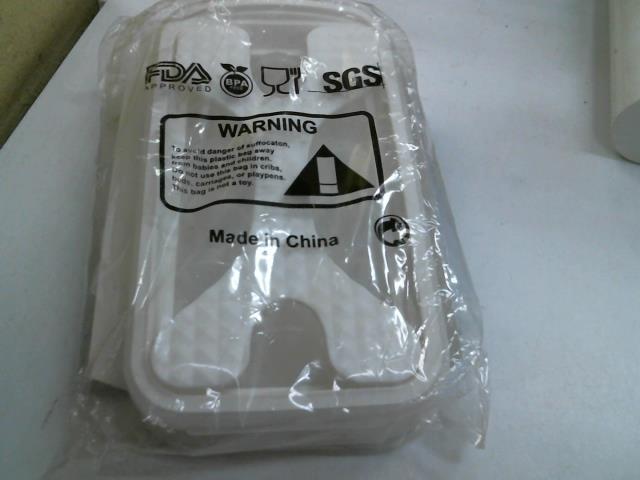 FDA
APPROVED
BPA
SGS
WARNING
To avoid danger of suffocaton,
keep this plastic bag away
from babies and children.
Do not use this bag in cribs,
beds, carriages, or playpens.
This bag is not a toy.
Made in China